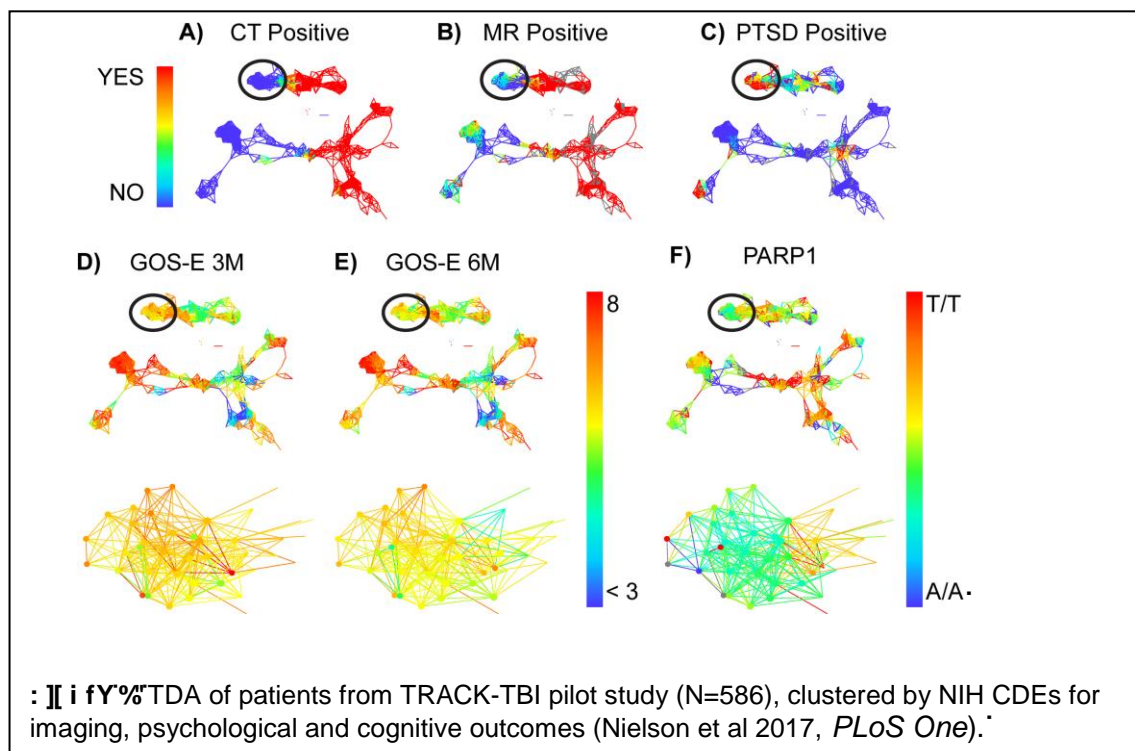 A) CT Positive
B) MR Positive
C) PTSD Positive
YES
NO
D) GOS-E 3M
E) GOS-E 6M
F) PARP1
8
< 3
T/T
A/A
TDA of patients from TRACK-TBI pilot study (N=586), clustered by NIH CDEs for
imaging, psychological and cognitive outcomes (Nielson et al 2017, PLoS One).